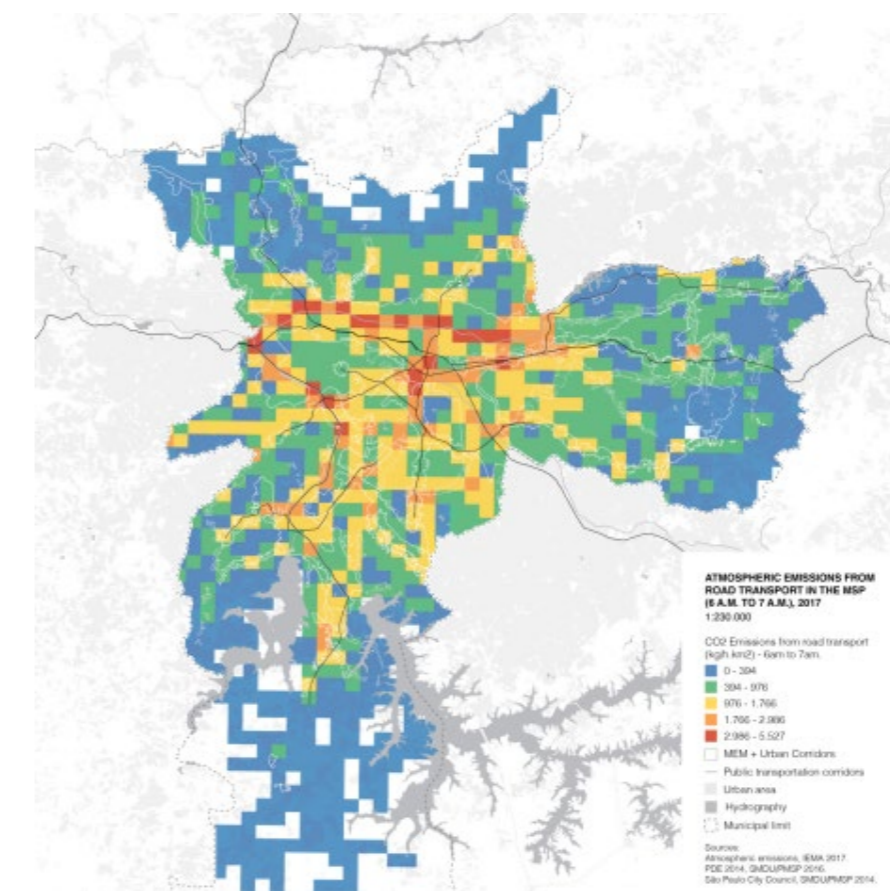 ATMOSPHERIC EMISSIONS FROM
ROAD TRANSPORT IN THE MSP
(6 A.M. TO 7 A.M.), 2017
1:230.000
CO2 Emissions from road transport
(kg/h.km2) - 6am to 7am.
0 - 394
394 - 976
976 - 1.766
1.766 - 2.986
2.986 - 5.527
MEM + Urban Corridors
Public transportation corridors
Urban area
Hydrography
Municipal limit
Sources:
Atmospheric emissions, IEMA 2017.
PDE 2014, SMDU/PMSP 2016.
São Paulo City Council, SMDU/PMSP 2014.